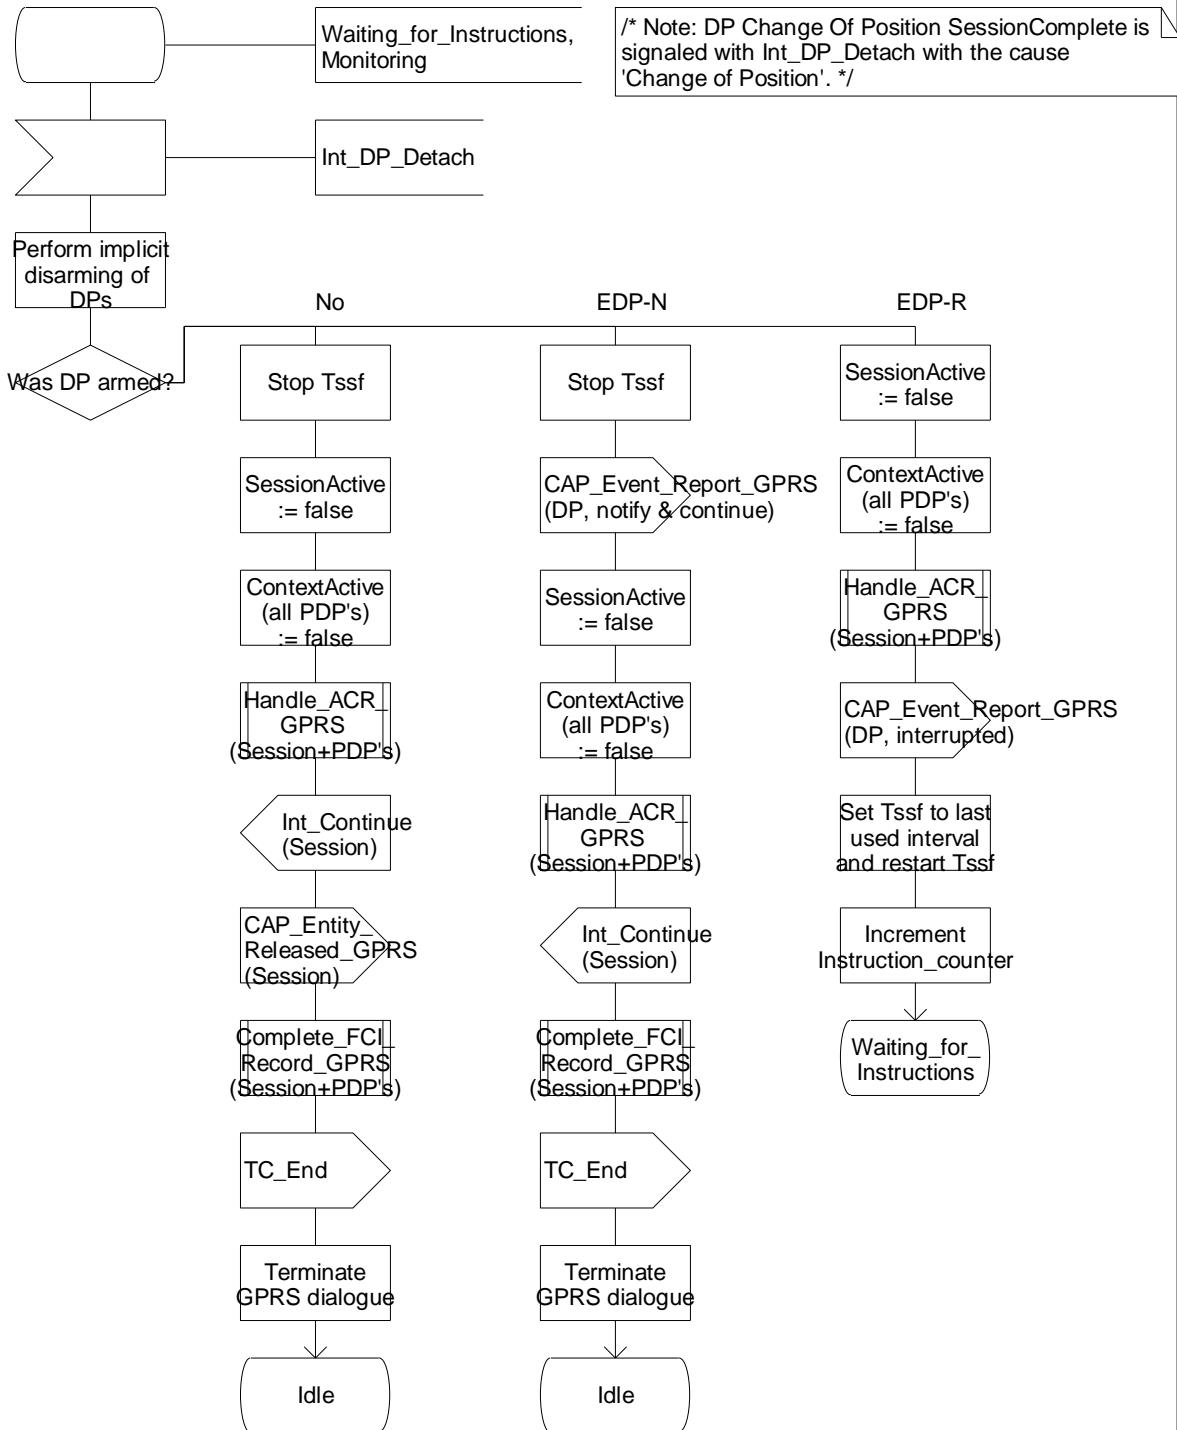 Waiting_for_Instructions,
Monitoring
/* Note: DP Change Of Position SessionComplete is
signaled with Int_DP_Detach with the cause
'Change of Position'. */
Int_DP_Detach
Perform implicit
disarming of
DPs
Was DP armed?
No
Stop Tssf
SessionActive
:= false
ContextActive
(all PDP's)
:= false
Handle_ACR_
GPRS
(Session+PDP's)
Int_Continue
(Session)
CAP_Entity_
Released_GPRS
(Session)
Complete_FCI_
Record_GPRS
(Session+PDP's)
TC_End
Terminate
GPRS dialogue
Idle
EDP-N
Stop Tssf
CAP_Event_Report_GPRS
(DP, notify & continue)
SessionActive
:= false
ContextActive
(all PDP's)
:= false
Handle_ACR_
GPRS
(Session+PDP's)
Int_Continue
(Session)
Complete_FCI_
Record_GPRS
(Session+PDP's)
TC_End
Terminate
GPRS dialogue
Idle
EDP-R
SessionActive
:= false
ContextActive
(all PDP's)
:= false
Handle_ACR_
GPRS
(Session+PDP's)
CAP_Event_Report_GPRS
(DP, interrupted)
Set Tssf to last
used interval
and restart Tssf
Increment
Instruction_counter
Waiting_for_
Instructions